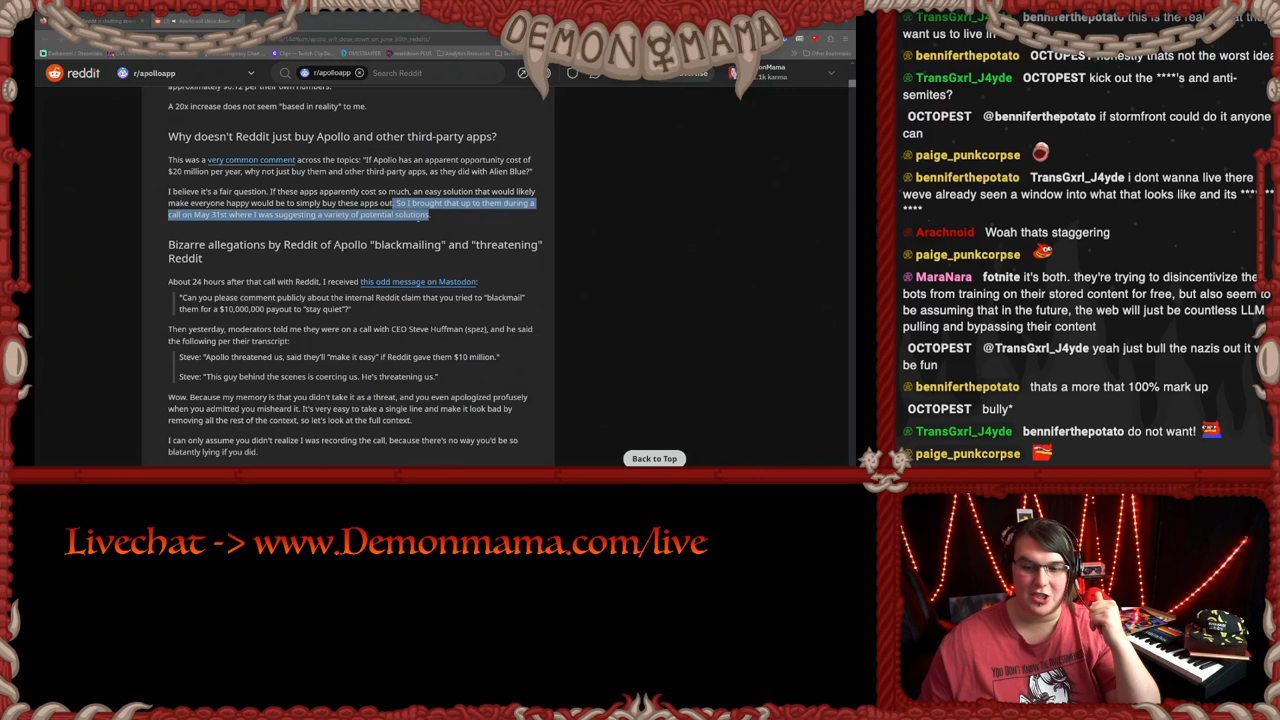 DEMON MAMA
reddit
r/apolloapp
r/apolloapp
Search Reddit
A 20x increase does not seem "based in reality" to me.
Why doesn't Reddit just buy Apollo and other third-party apps?
This was a very common comment across the topics: "If Apollo has an apparent opportunity cost of
$20 million per year, why not just buy them and other third-party apps, as they did with Alien Blue?"
I believe it's a fair question. If these apps apparently cost so much, an easy solution that would likely
make everyone happy would be to simply buy these apps out. So I brought that up to them during a
call on May 31st where I was suggesting a variety of potential solutions.
Bizarre allegations by Reddit of Apollo "blackmailing" and "threatening"
Reddit
About 24 hours after that call with Reddit, I received this odd message on Mastodon:
"Can you please comment publicly about the internal Reddit claim that you tried to "blackmail"
them for a $10,000,000 payout to "stay quiet"?"
Then yesterday, moderators told me they were on a call with CEO Steve Huffman (spez), and he said
the following per their transcript:
Steve: "Apollo threatened us, said they'll "make it easy" if Reddit gave them $10 million."
Steve: "This guy behind the scenes is coercing us. He's threatening us."
Wow. Because my memory is that you didn't take it as a threat, and you even apologized profusely
when you admitted you misheard it. It's very easy to take a single line and make it look bad by
removing all the rest of the context, so let's look at the full context.
I can only assume you didn't realize I was recording the call, because there's no way you'd be so
blatantly lying if you did.
Back to Top
want us to live in
benniferthepotato OCTOPEST honestly thats not the worst idea
TransGxrl_J4yde OCTOPEST kick out the ****'s and anti-
semites?
OCTOPEST @benniferthepotato if stormfront could do it anyone
can
paige_punkcorpse
benniferthepotato TransGxrl_J4yde i dont wanna live there
weve already seen a window into what that looks like and its ****
****
Arachnoid Woah thats staggering
paige_punkcorpse
MaraNara fotnite it's both. they're trying to disincentivize the
bots from training on their stored content for free, but also seem to
be assuming that in the future, the web will just be countless LLM
pulling and bypassing their content
OCTOPEST @TransGxrl_J4yde yeah just bull the nazis out it w
be fun
benniferthepotato thats a more that 100% mark up
OCTOPEST bully*
TransGxrl_J4yde benniferthepotato do not want!
paige_punkcorpse
Livechat -> www.Demonmama.com/live